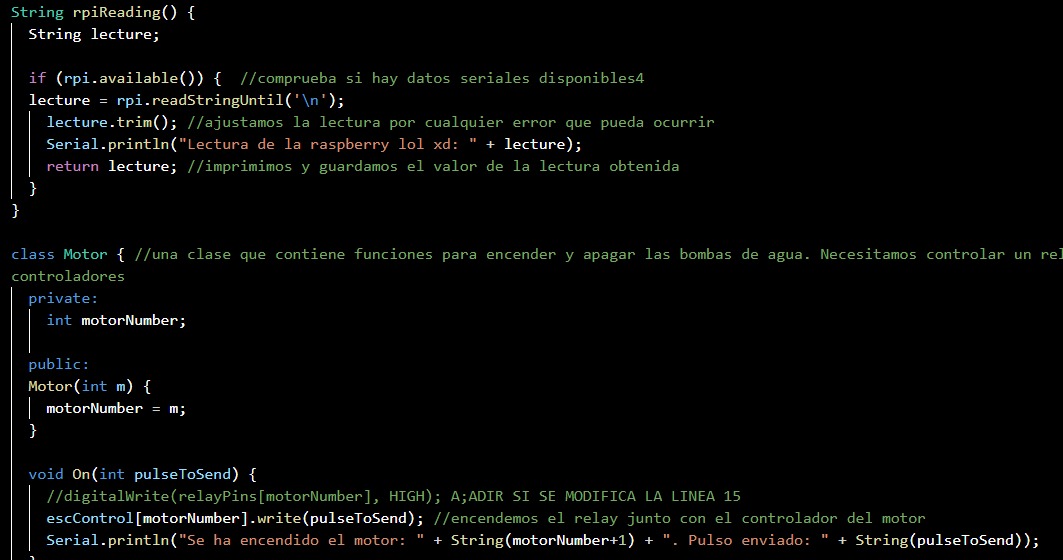 String rpiReading() {
String lecture;
if (rpi.available()) {  //comprueba si hay datos seriales disponibles4
lecture = rpi.readStringUntil('\n');
lecture.trim(); //ajustamos la lectura por cualquier error que pueda ocurrir
Serial.println("Lectura de la raspberry lol xd: " + lecture);
return lecture; //imprimimos y guardamos el valor de la lectura obtenida
}
}
class Motor { //una clase que contiene funciones para encender y apagar las bombas de agua. Necesitamos controlar un rel
controladores
private:
int motorNumber;
public:
Motor(int m) {
motorNumber = m;
}
void On(int pulseToSend) {
//digitalWrite(relayPins[motorNumber], HIGH); A;ADIR SI SE MODIFICA LA LINEA 15
escControl[motorNumber].write(pulseToSend); //encendemos el relay junto con el controlador del motor
Serial.println("Se ha encendido el motor: " + String(motorNumber+1) + ". Pulso enviado: " + String(pulseToSend));
}